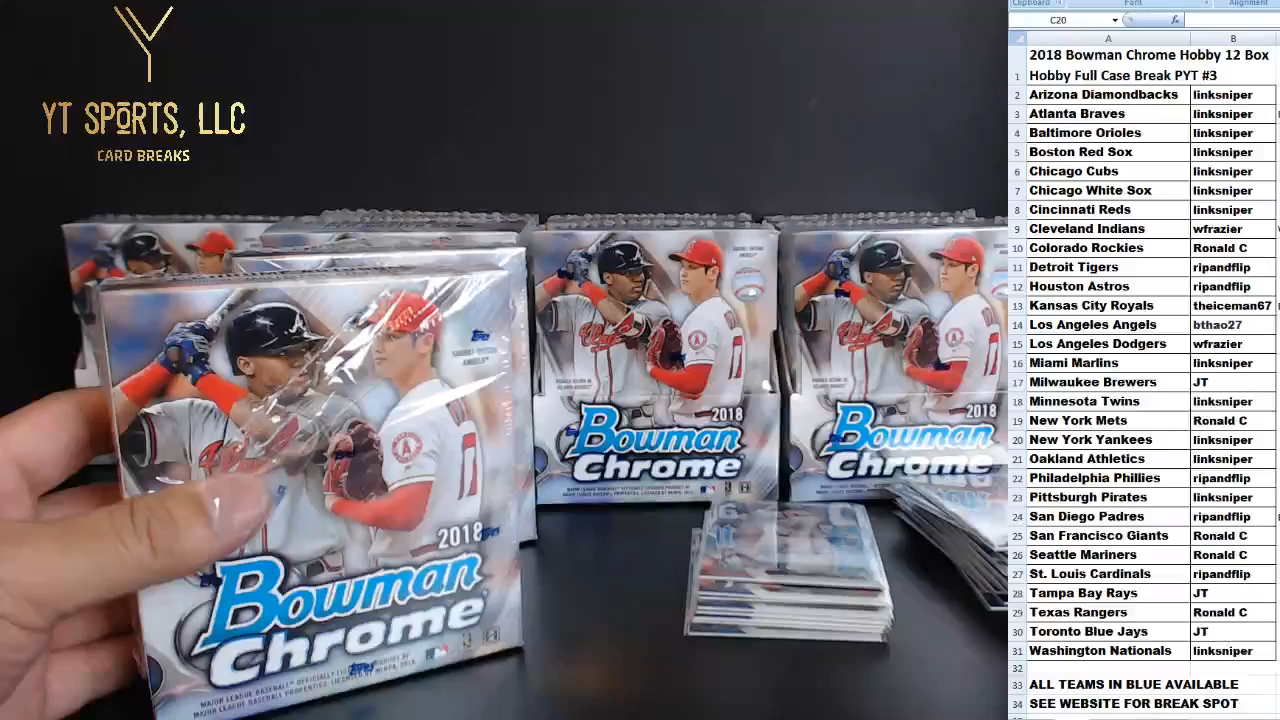 YT SPORTS, LLC
CARD BREAKS
2018
Bowman
Chrome
2018
Bowman
Chrome
2018
Bowman
Chrome
Clipboard
Font
Alignment
C20
fx
A
B
1
2018 Bowman Chrome Hobby 12 Box
Hobby Full Case Break PYT #3
2 Arizona Diamondbacks linksniper
3 Atlanta Braves linksniper
4 Baltimore Orioles linksniper
5 Boston Red Sox linksniper
6 Chicago Cubs linksniper
7 Chicago White Sox linksniper
8 Cincinnati Reds linksniper
9 Cleveland Indians wfrazier
10 Colorado Rockies Ronald C
11 Detroit Tigers ripandflip
12 Houston Astros ripandflip
13 Kansas City Royals theiceman67
14 Los Angeles Angels bthao27
15 Los Angeles Dodgers wfrazier
16 Miami Marlins linksniper
17 Milwaukee Brewers JT
18 Minnesota Twins linksniper
19 New York Mets Ronald C
20 New York Yankees linksniper
21 Oakland Athletics linksniper
22 Philadelphia Phillies ripandflip
23 Pittsburgh Pirates linksniper
24 San Diego Padres ripandflip
25 San Francisco Giants Ronald C
26 Seattle Mariners Ronald C
27 St. Louis Cardinals ripandflip
28 Tampa Bay Rays JT
29 Texas Rangers Ronald C
30 Toronto Blue Jays JT
31 Washington Nationals linksniper
32
33 ALL TEAMS IN BLUE AVAILABLE
34 SEE WEBSITE FOR BREAK SPOT